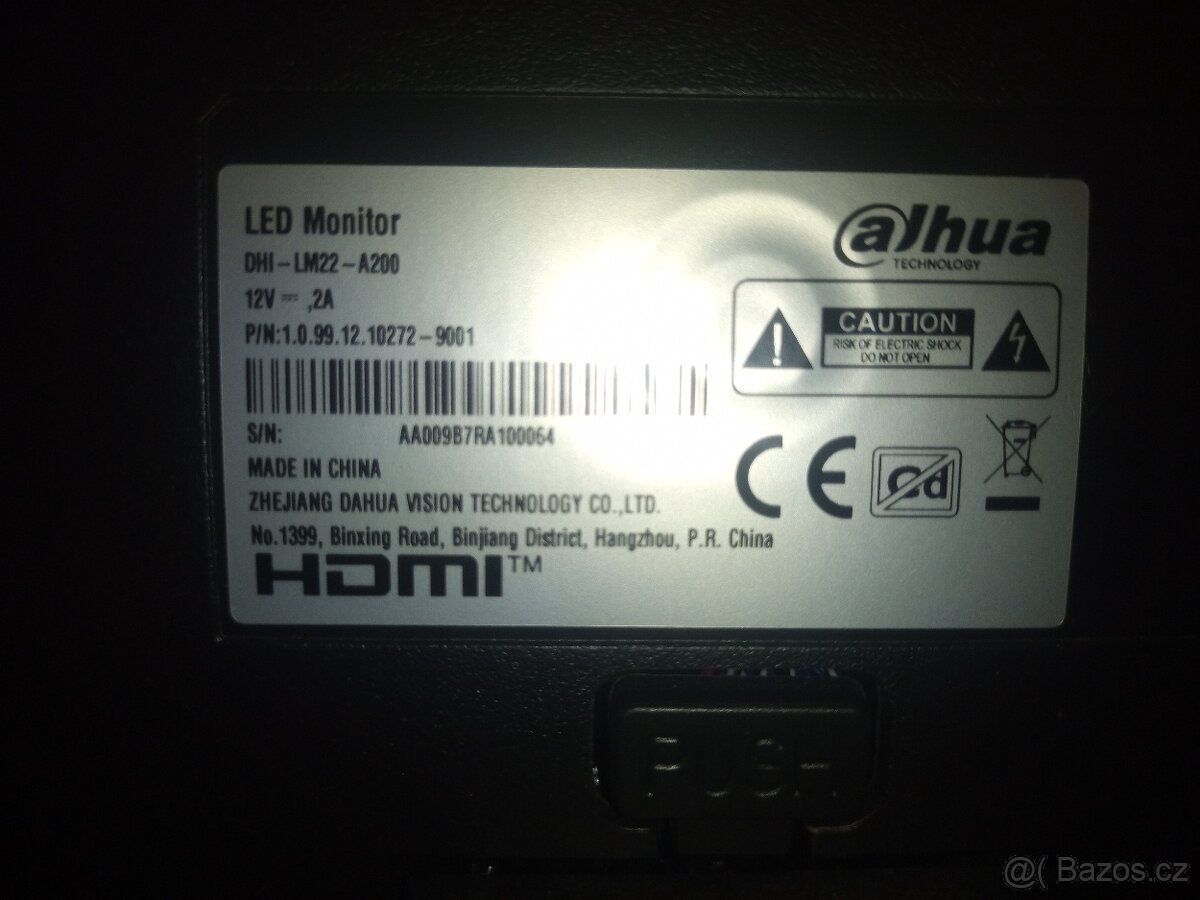 LED Monitor
DHI-LM22-A200
12V ⎓ ,2A
P/N:1.0.99.12.10272-9001
S/N: AA009B7RA100064
MADE IN CHINA
ZHEJIANG DAHUA VISION TECHNOLOGY CO.,LTD.
No.1399, Binxing Road, Binjiang District, Hangzhou, P.R. China
HDMI™
alhua
TECHNOLOGY
CAUTION
RISK OF ELECTRIC SHOCK
DO NOT OPEN
CE
Cd
PUSH
@( Bazos.cz